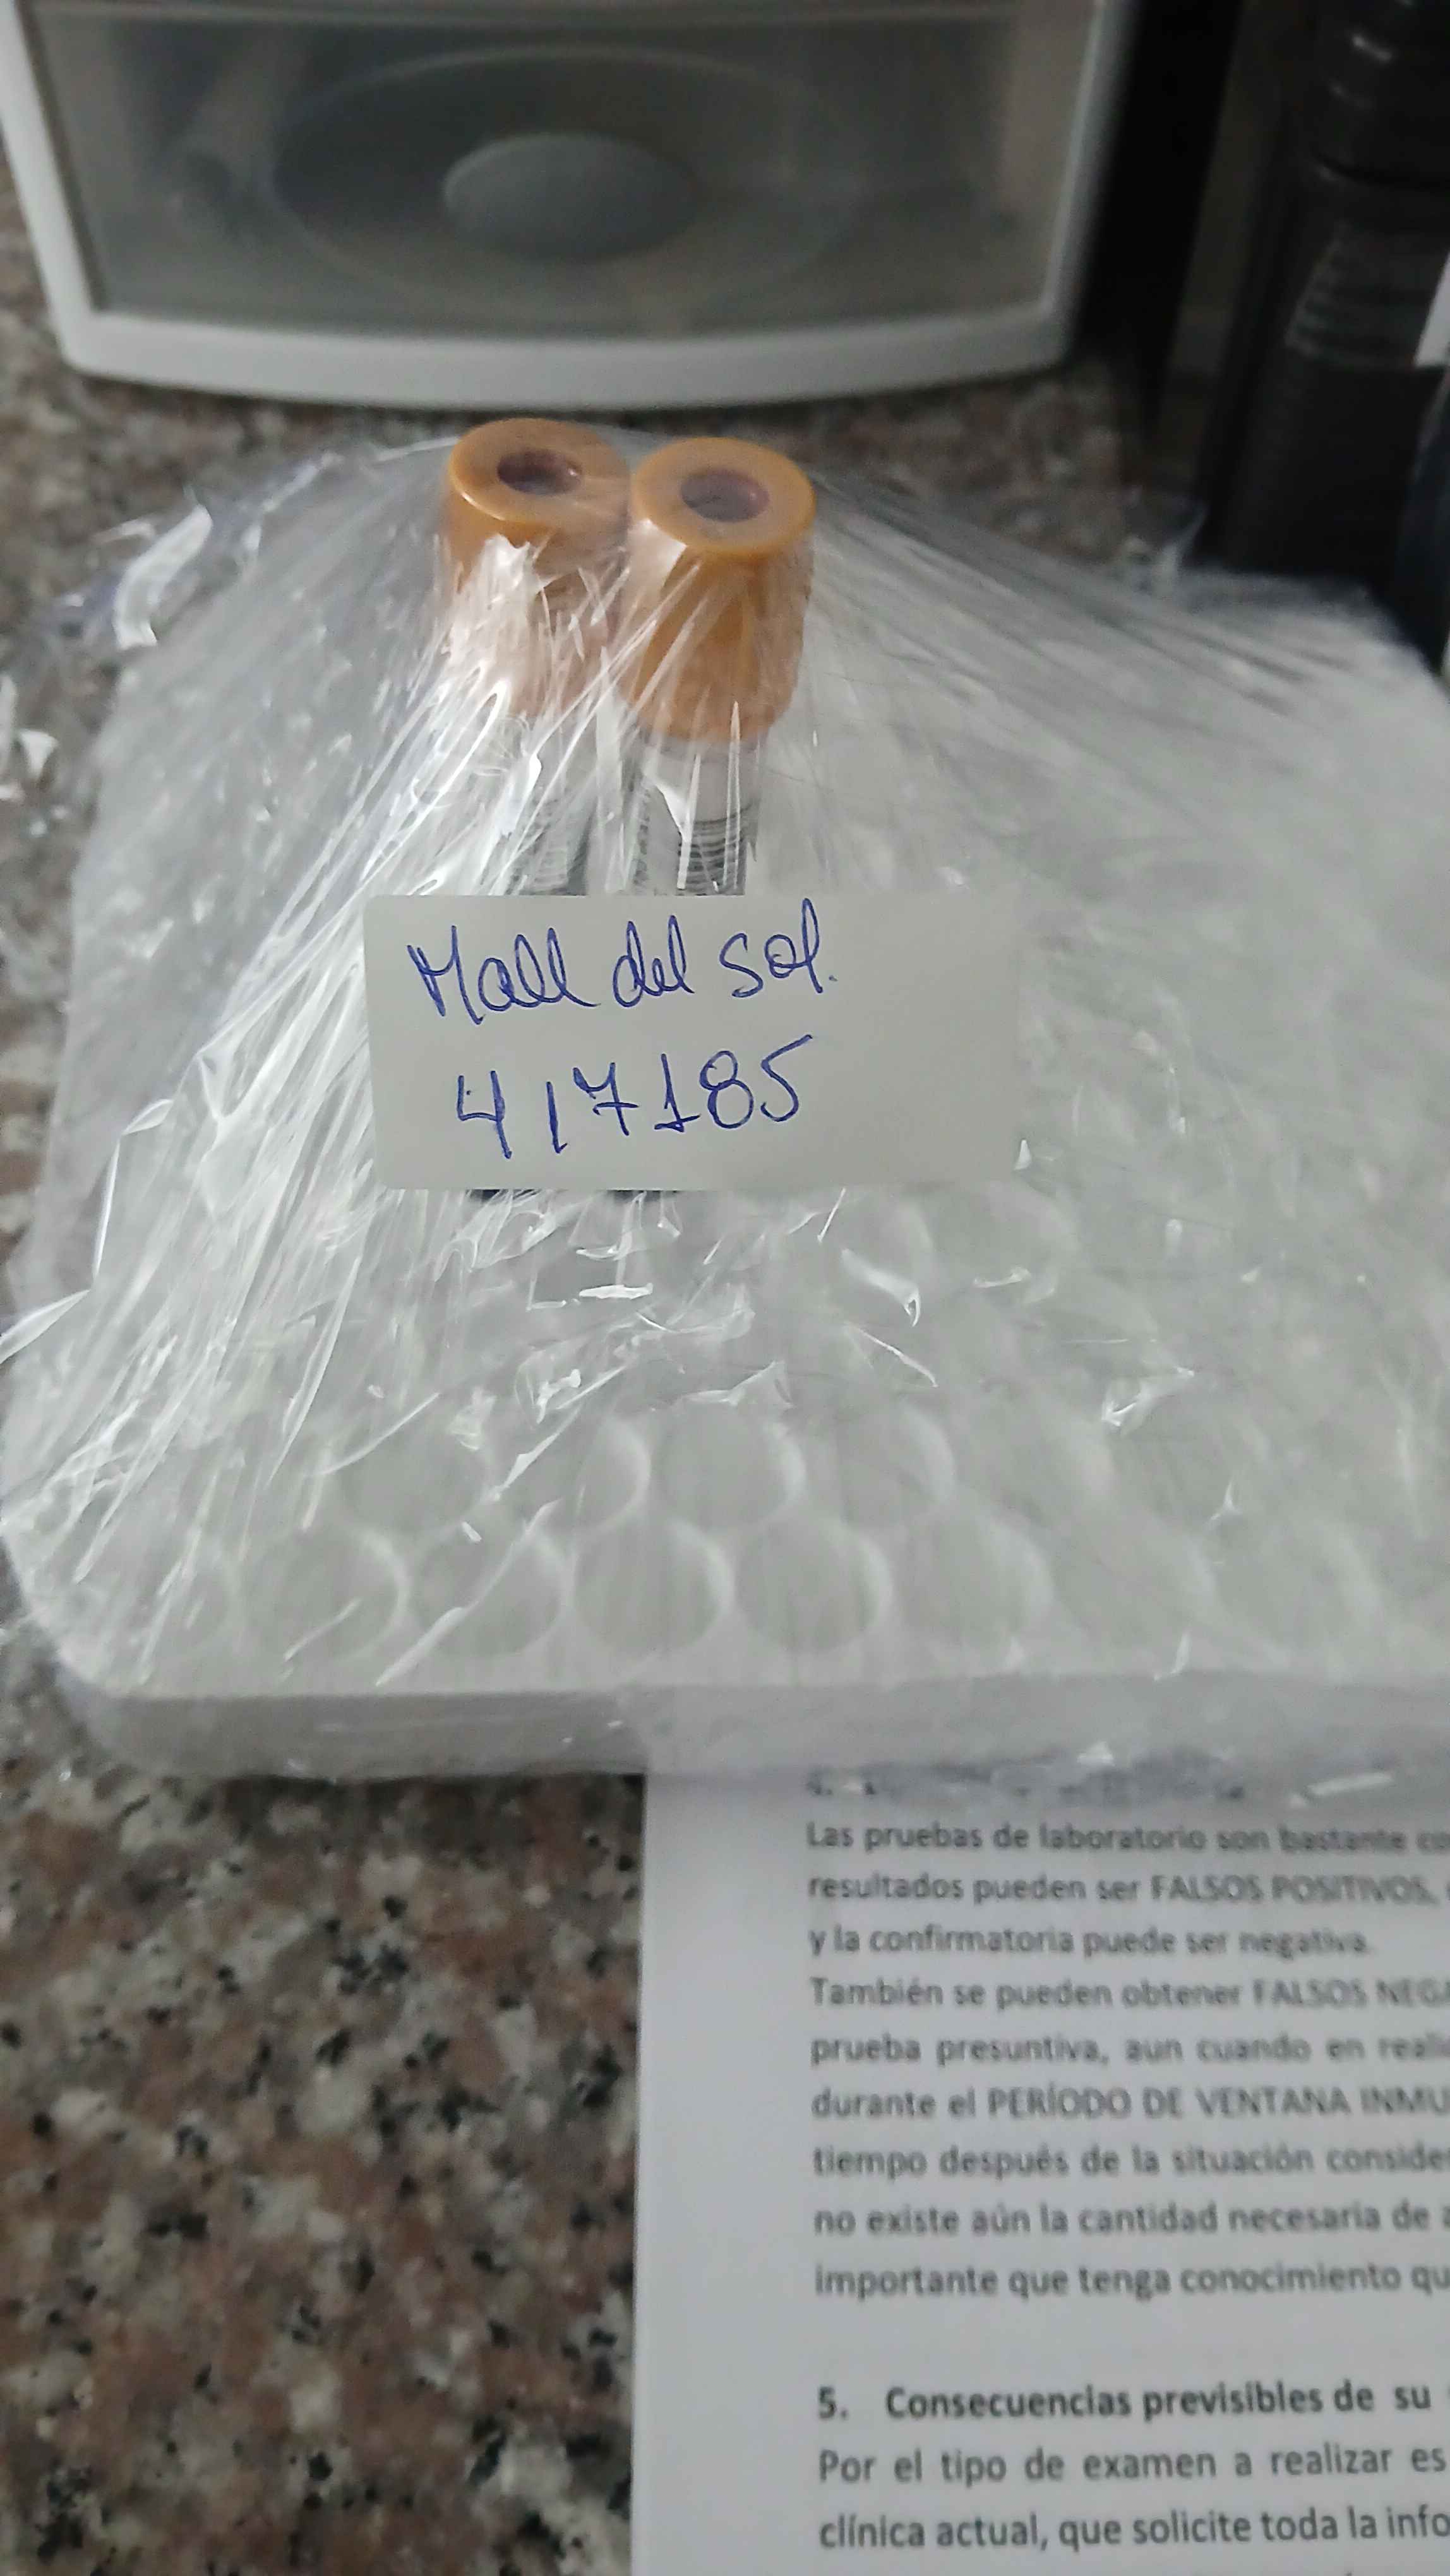 Mall del Sol.
417185
Las pruebas de laboratorio son bastante
resultados pueden ser FALSOS POSITIVOS,
y la confirmatoria puede ser negativa.
También se pueden obtener FALSOS
prueba presuntiva, aun cuando en
durante el PERÍODO DE VENTANA
tiempo después de la situación
no existe aún la cantidad necesaria de
importante que tenga conocimiento
5. Consecuencias previsibles de su
Por el tipo de examen a realizar es
clínica actual, que solicite toda la